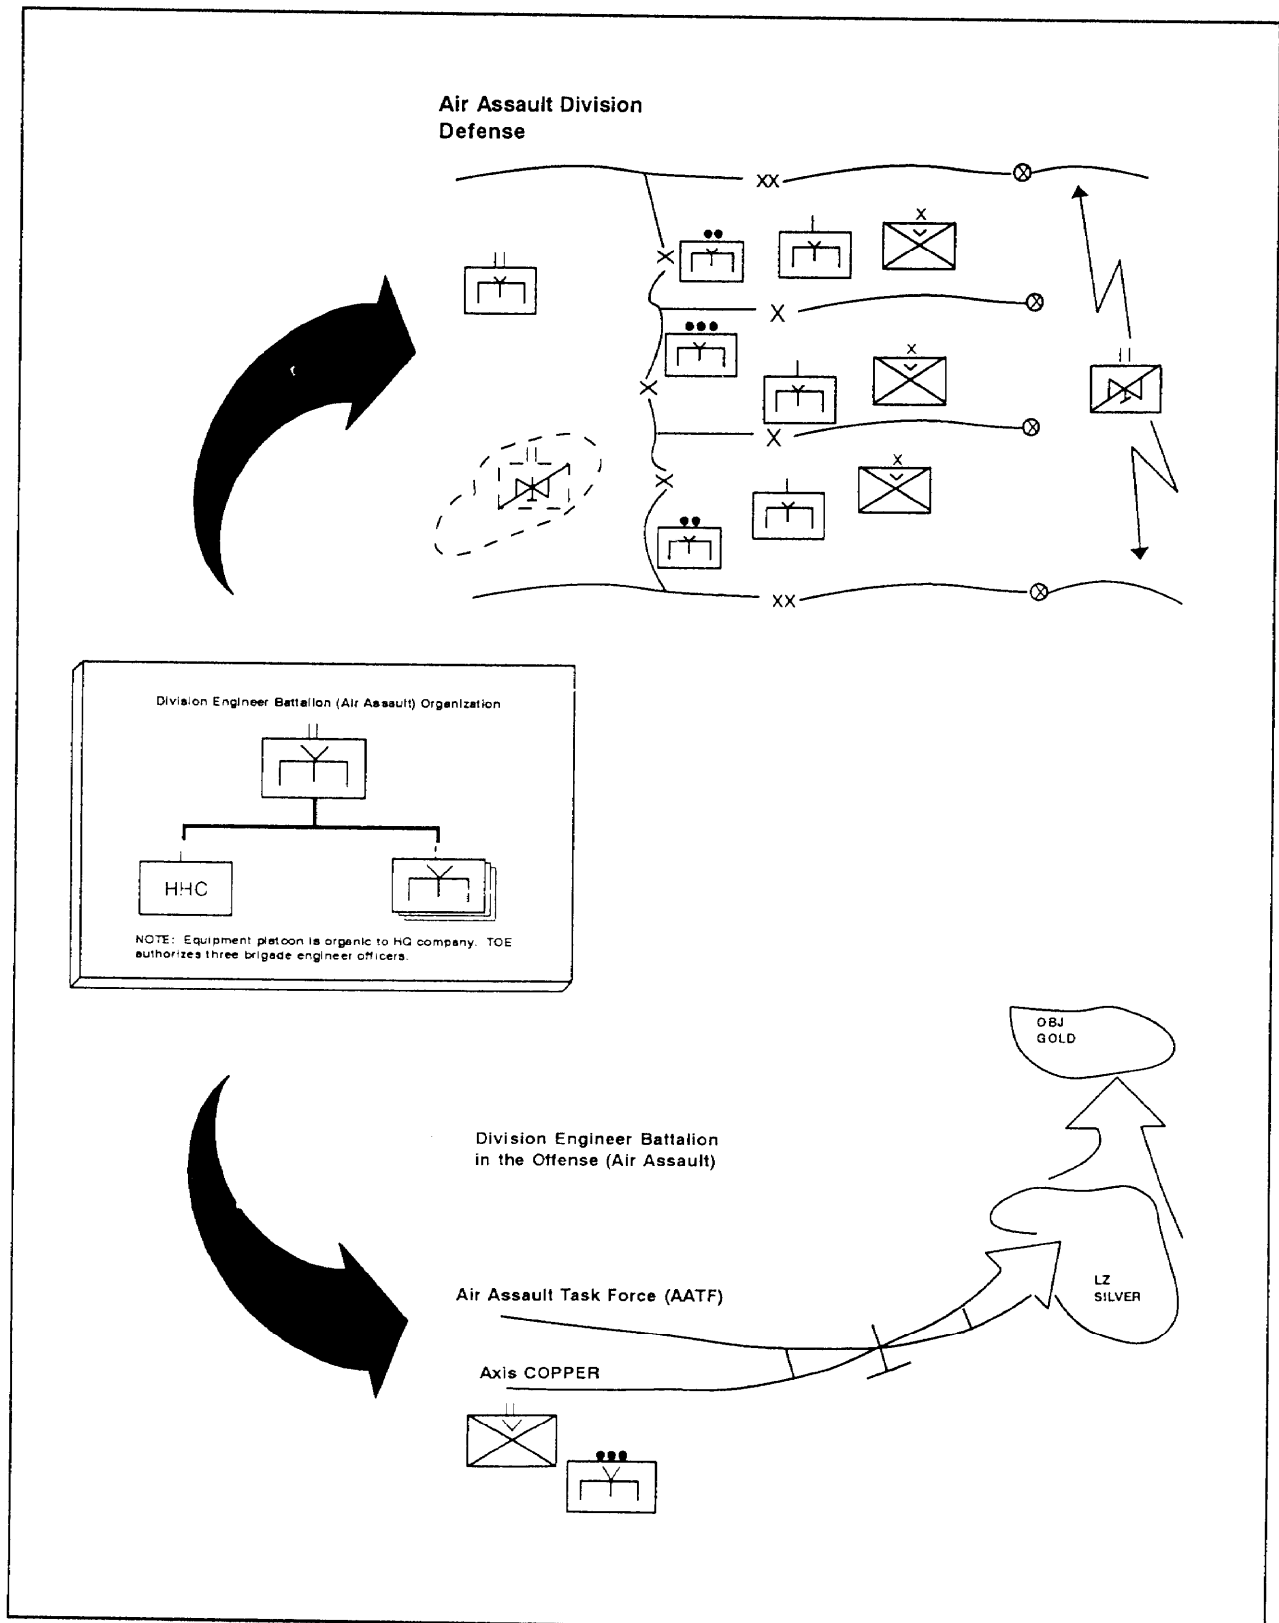 Air Assault Division
Defense
XX
X
X
X
X
X
X
X
X
XX
Division Engineer Battalion (Air Assault) Organization
HHC
NOTE: Equipment platoon is organic to HQ company. TOE
authorizes three brigade engineer officers.
OBJ
GOLD
Division Engineer Battalion
in the Offense (Air Assault)
LZ
SILVER
Air Assault Task Force (AATF)
Axis COPPER